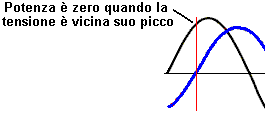 Potenza è zero quando la
tensione è vicina suo picco